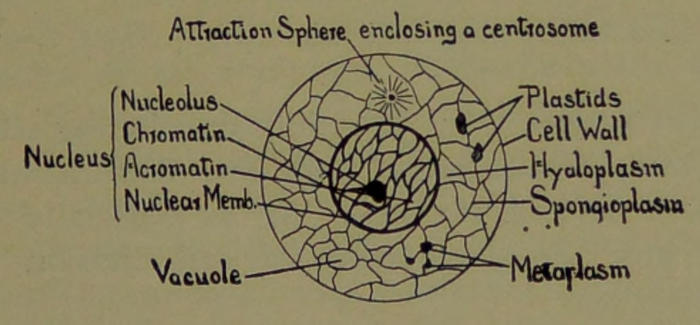 Attraction Sphere enclosing a centrosome
Nucleus
Nucleolus
Chromatin
Acromatin
Nuclear Memb.
Vacuole
Plastids
Cell Wall
Hyaloplasm
Spongioplasm
Metaplasm